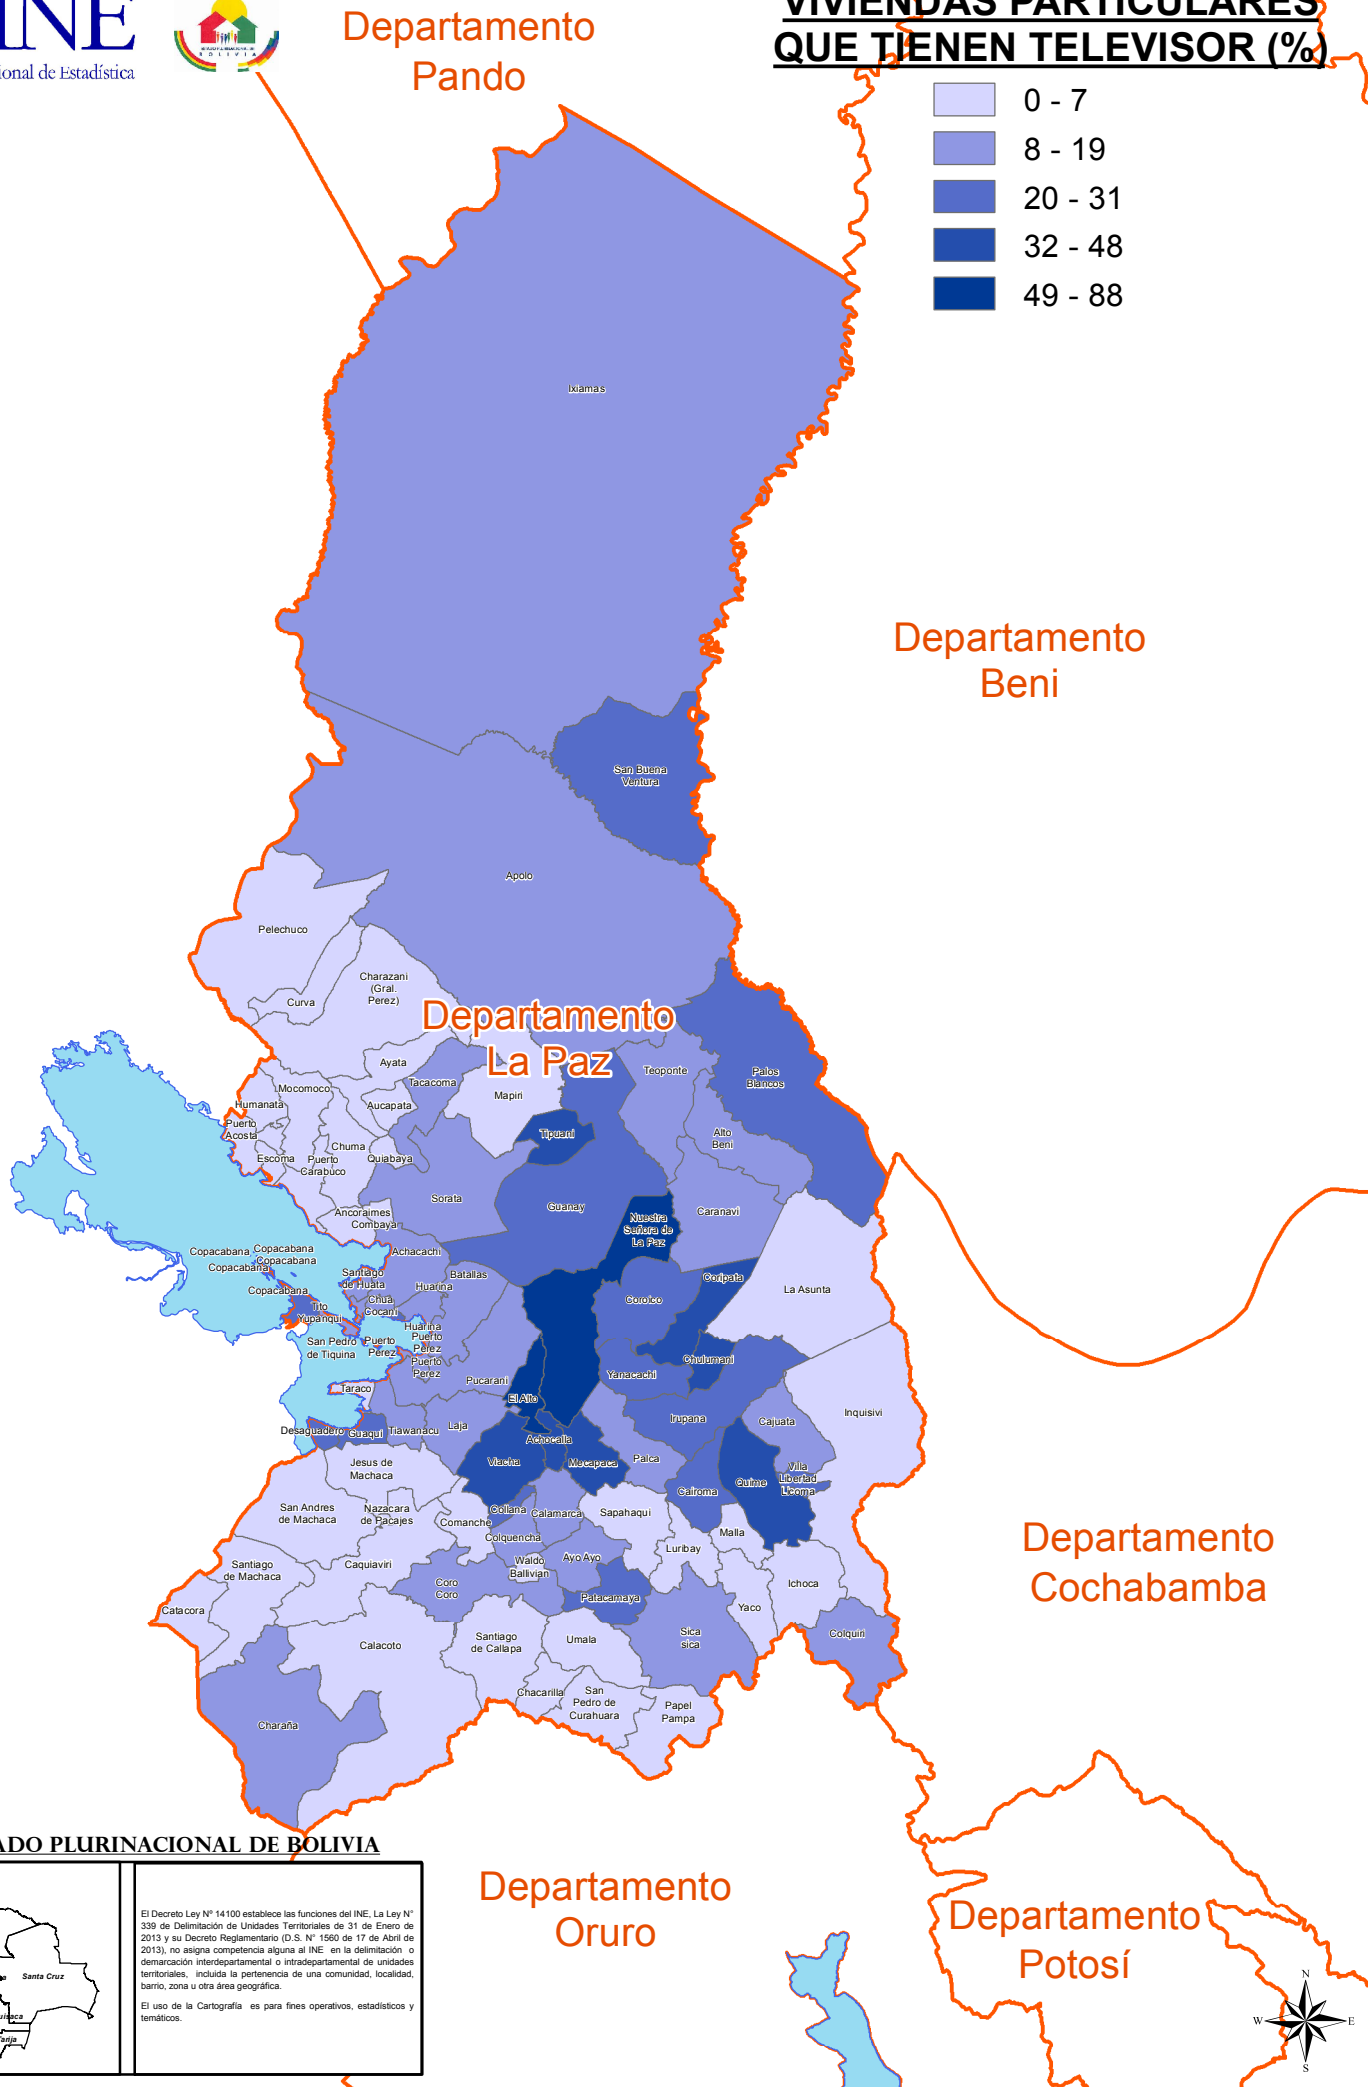 INE
ional de Estadística
BOLIVIA
Departamento
Pando
VIVIENDAS PARTICULARES
QUE TIENEN TELEVISOR (%)
0 - 7
8 - 19
20 - 31
32 - 48
49 - 88
Ixiamas
Departamento
Beni
San Buena
Ventura
Apolo
Pelechuco
Charazani
(Gral.
Perez)
Curva
Departamento
La Paz
Ayata
Tacacoma
Mapiri
Teoponte
Palos
Blancos
Mocomoco
Humanata
Aucapata
Puerto
Acosta
Tipuani
Alto
Beni
Chuma
Escoma
Puerto
Carabuco
Quiabaya
Sorata
Guanay
Caranavi
Ancoraimes
Combaya
Nuestra
Señora de
La Paz
Copacabana
Copacabana
Copacabana
Copacabana
Copacabana
Achacachi
Santiago
de Huata
Batallas
Huarina
Coripata
La Asunta
Chua
Cocani
Coroico
Tito
Yupanqui
Huarina
San Pedro
de Tiquina
Puerto
Perez
Puerto
Perez
Puerto
Perez
Chulumani
Yanacachi
Pucarani
Taraco
El Alto
Irupana
Cajuata
Inquisivi
Desaguadero
Guaqui
Tiawanacu
Laja
Achocalla
Viacha
Mecapaca
Palca
Jesus de
Machaca
Villa
Libertad
Licoma
Quime
Cairoma
San Andres
de Machaca
Nazacara
de Pacajes
Comanche
Collana
Calamarca
Sapahaqui
Colquencha
Malla
Luribay
Santiago
de Machaca
Caquiaviri
Waldo
Ballivian
Ayo Ayo
Coro
Coro
Ichoca
Patacamaya
Catacora
Yaco
Calacoto
Santiago
de Callapa
Umala
Sica
sica
Colquiri
Chacarilla
San
Pedro de
Curahuara
Papel
Pampa
Charaña
Departamento
Cochabamba
ADO PLURINACIONAL DE BOLIVIA
Santa Cruz
uisaca
arija
El Decreto Ley Nº 14100 establece las funciones del INE, La Ley N°
339 de Delimitación de Unidades Territoriales de 31 de Enero de
2013 y su Decreto Reglamentario (D.S. N° 1560 de 17 de Abril de
2013), no asigna competencia alguna al INE en la delimitación o
demarcación interdepartamental o intradepartamental de unidades
territoriales, incluida la pertenencia de una comunidad, localidad,
barrio, zona u otra área geográfica.
El uso de la Cartografía es para fines operativos, estadísticos y
temáticos.
Departamento
Oruro
Departamento
Potosí
N
W
E
S